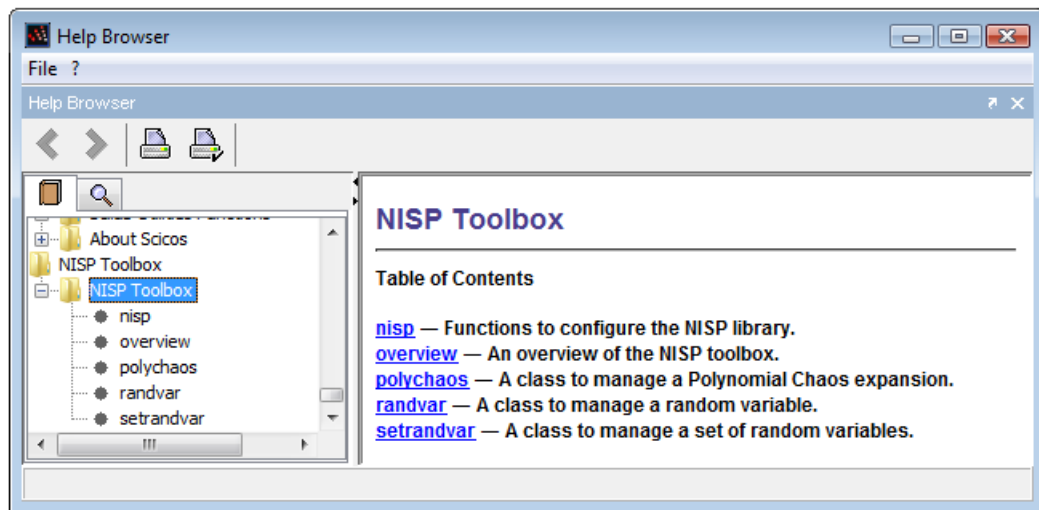 Help Browser
File ?
Help Browser
About Scicos
NISP Toolbox
NISP Toolbox
nisp
overview
polychaos
randvar
setrandvar
NISP Toolbox
Table of Contents
nisp — Functions to configure the NISP library.
overview — An overview of the NISP toolbox.
polychaos — A class to manage a Polynomial Chaos expansion.
randvar — A class to manage a random variable.
setrandvar — A class to manage a set of random variables.